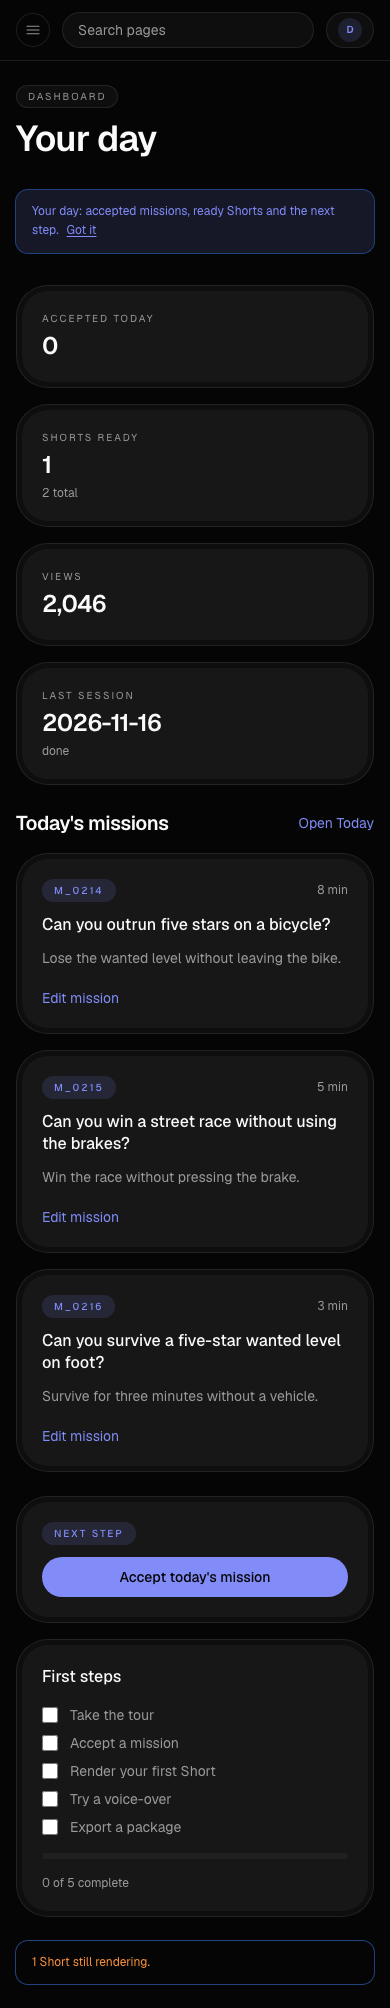 Search pages
D
DASHBOARD
Your day
Your day: accepted missions, ready Shorts and the next
step. Got it
ACCEPTED TODAY
0
SHORTS READY
1
2 total
VIEWS
2,046
LAST SESSION
2026-11-16
done
Today's missions Open Today
M_0214 8 min
Can you outrun five stars on a bicycle?
Lose the wanted level without leaving the bike.
Edit mission
M_0215 5 min
Can you win a street race without using
the brakes?
Win the race without pressing the brake.
Edit mission
M_0216 3 min
Can you survive a five-star wanted level
on foot?
Survive for three minutes without a vehicle.
Edit mission
NEXT STEP
Accept today's mission
First steps
Take the tour
Accept a mission
Render your first Short
Try a voice-over
Export a package
0 of 5 complete
1 Short still rendering.